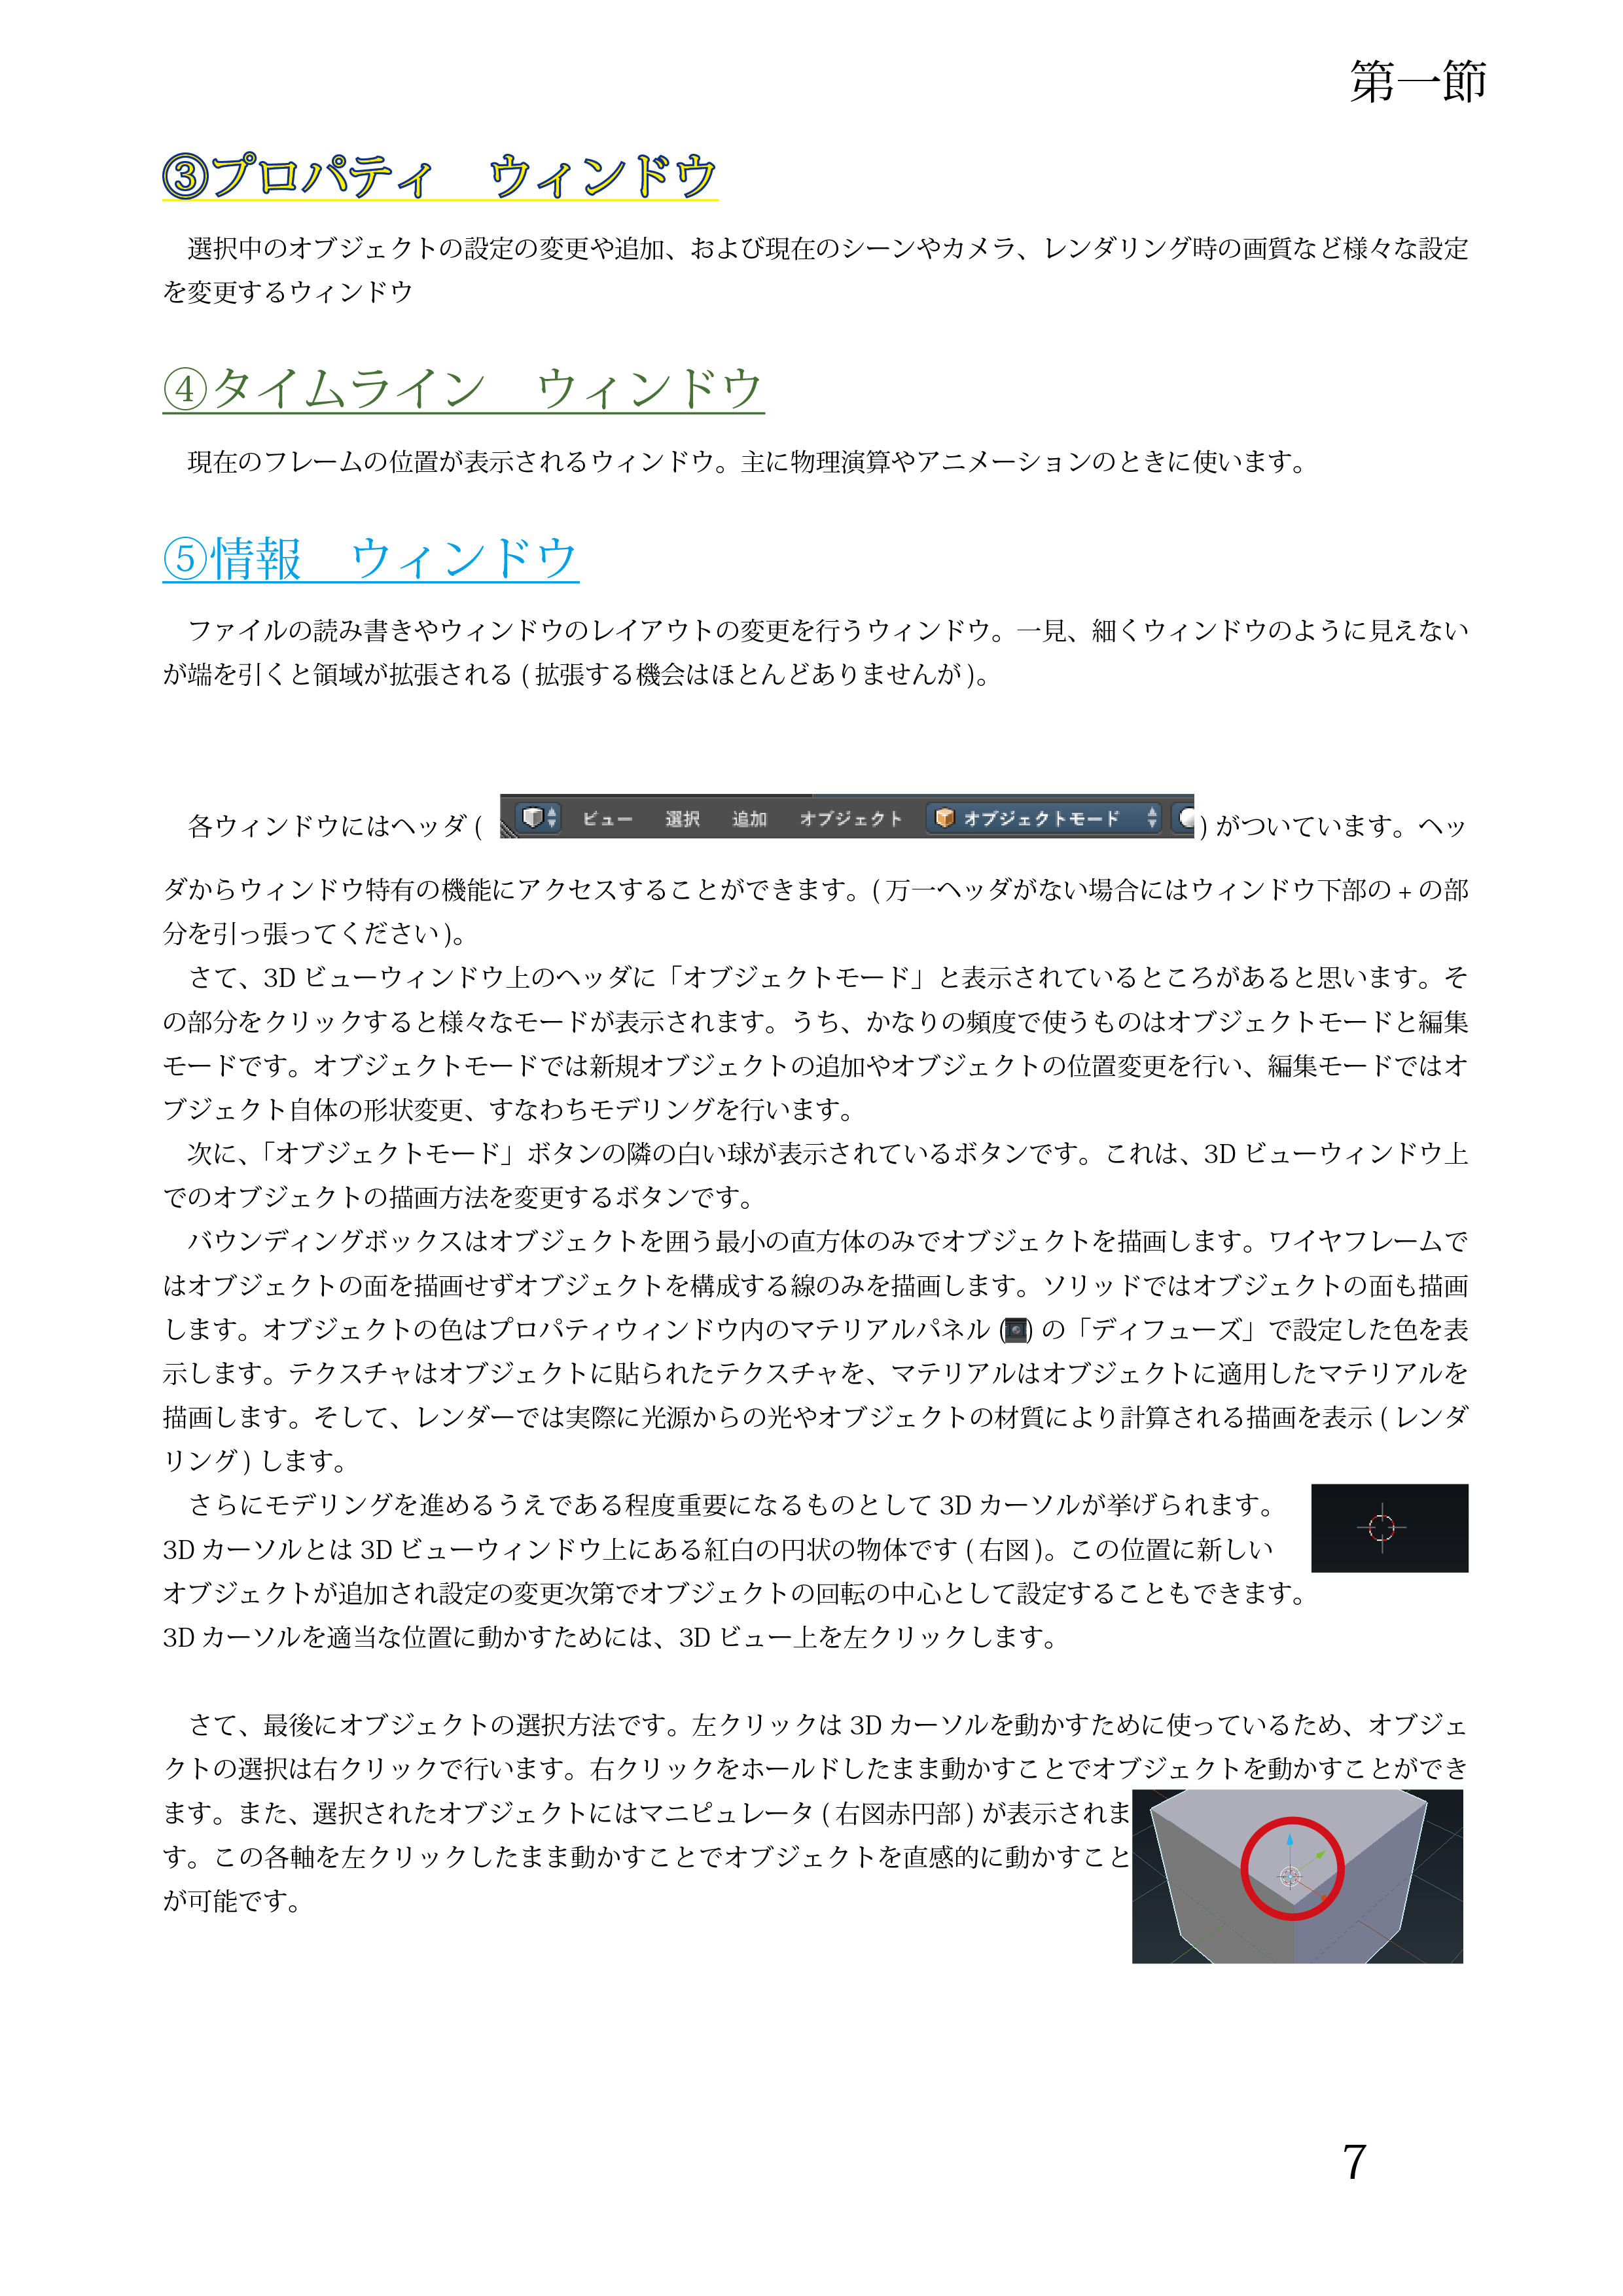 第一節
③プロパティ　ウィンドウ
　選択中のオブジェクトの設定の変更や追加、および現在のシーンやカメラ、レンダリング時の画質など様々な設定
を変更するウィンドウ
④タイムライン　ウィンドウ
　現在のフレームの位置が表示されるウィンドウ。主に物理演算やアニメーションのときに使います。
⑤情報　ウィンドウ
　ファイルの読み書きやウィンドウのレイアウトの変更を行うウィンドウ。一見、細くウィンドウのように見えない
が端を引くと領域が拡張される ( 拡張する機会はほとんどありませんが )。
　各ウィンドウにはヘッダ ( ビュー 選択 追加 オブジェクト オブジェクトモード ) がついています。ヘッ
ダからウィンドウ特有の機能にアクセスすることができます。( 万一ヘッダがない場合にはウィンドウ下部の + の部
分を引っ張ってください )。
　さて、3D ビューウィンドウ上のヘッダに「オブジェクトモード」と表示されているところがあると思います。そ
の部分をクリックすると様々なモードが表示されます。うち、かなりの頻度で使うものはオブジェクトモードと編集
モードです。オブジェクトモードでは新規オブジェクトの追加やオブジェクトの位置変更を行い、編集モードではオ
ブジェクト自体の形状変更、すなわちモデリングを行います。
　次に、「オブジェクトモード」ボタンの隣の白い球が表示されているボタンです。これは、3D ビューウィンドウ上
でのオブジェクトの描画方法を変更するボタンです。
　バウンディングボックスはオブジェクトを囲う最小の直方体のみでオブジェクトを描画します。ワイヤフレームで
はオブジェクトの面を描画せずオブジェクトを構成する線のみを描画します。ソリッドではオブジェクトの面も描画
します。オブジェクトの色はプロパティウィンドウ内のマテリアルパネル () の「ディフューズ」で設定した色を表
示します。テクスチャはオブジェクトに貼られたテクスチャを、マテリアルはオブジェクトに適用したマテリアルを
描画します。そして、レンダーでは実際に光源からの光やオブジェクトの材質により計算される描画を表示 ( レンダ
リング ) します。
　さらにモデリングを進めるうえである程度重要になるものとして 3D カーソルが挙げられます。
3D カーソルとは 3D ビューウィンドウ上にある紅白の円状の物体です ( 右図 )。この位置に新しい
オブジェクトが追加され設定の変更次第でオブジェクトの回転の中心として設定することもできます。
3D カーソルを適当な位置に動かすためには、3D ビュー上を左クリックします。
　さて、最後にオブジェクトの選択方法です。左クリックは 3D カーソルを動かすために使っているため、オブジェ
クトの選択は右クリックで行います。右クリックをホールドしたまま動かすことでオブジェクトを動かすことができ
ます。また、選択されたオブジェクトにはマニピュレータ ( 右図赤円部 ) が表示されま
す。この各軸を左クリックしたまま動かすことでオブジェクトを直感的に動かすこと
が可能です。
7